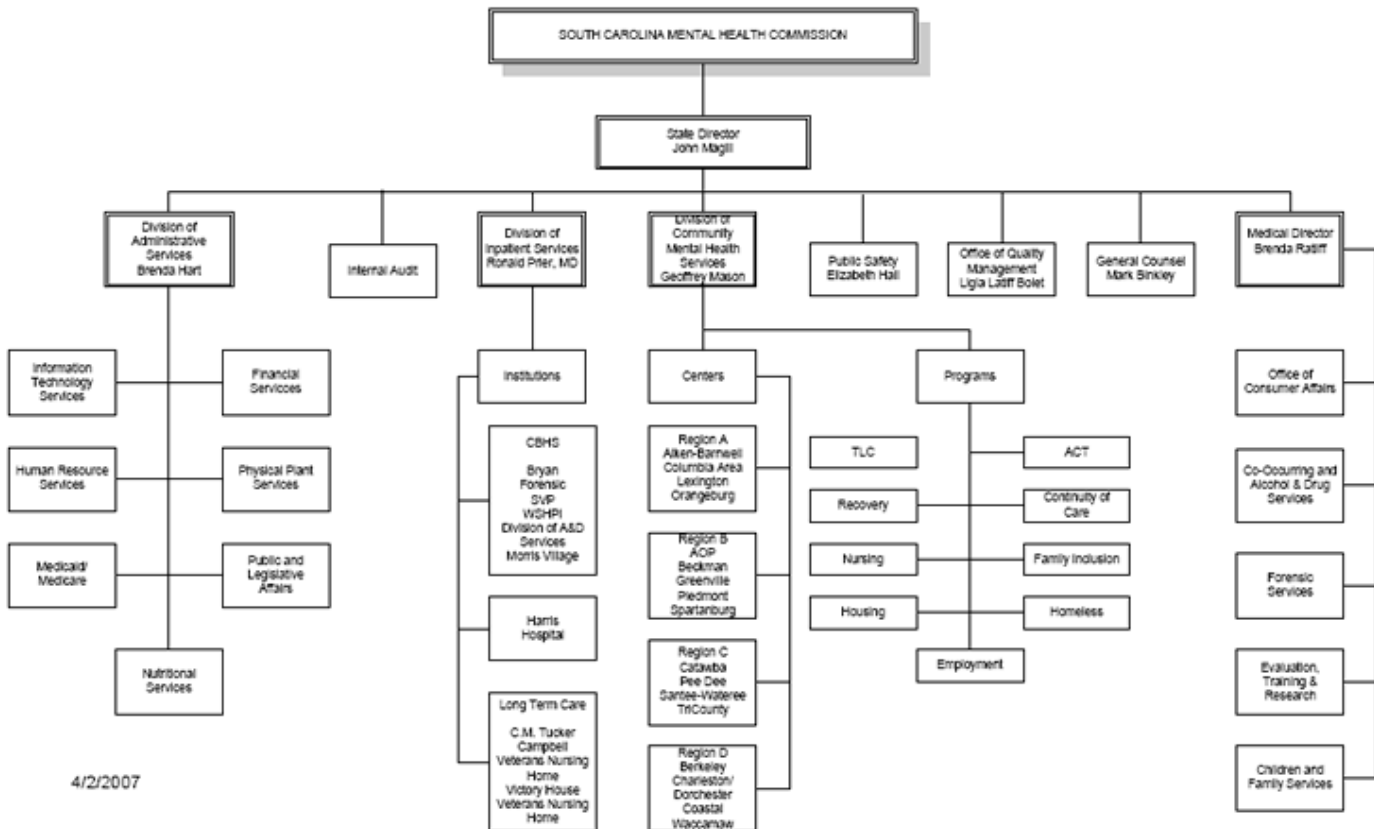 SOUTH CAROLINA MENTAL HEALTH COMMISSION
State Director
John Magill
Division of
Administrative
Services
Brenda Hart
Internal Audit
Division of
Inpatient Services
Ronald Prier, MD
Division of
Community
Mental Health
Services
Geoffrey Mason
Public Safety
Elizabeth Hall
Office of Quality
Management
Ligia Latiff Bolet
General Counsel
Mark Binkley
Medical Director
Brenda Ratliff
Information
Technology
Services
Financial
Servicces
Institutions
Centers
Programs
Office of
Consumer Affairs
Human Resource
Services
Physical Plant
Services
CBHS
Bryan
Forensic
SVP
WSHPI
Division of A&D
Services
Morris Village
Region A
Aiken-Barnwell
Columbia Area
Lexington
Orangeburg
TLC
ACT
Recovery
Continuity of
Care
Co-Occurring and
Alcohol & Drug
Services
Medicaid/
Medicare
Public and
Legislative
Affairs
Region B
AOP
Beckman
Greenville
Piedmont
Spartanburg
Nursing
Family Inclusion
Housing
Homeless
Forensic
Services
Harris
Hospital
Nutritional
Services
Region C
Catawba
Pee Dee
Santee-Wateree
TriCounty
Employment
Evaluation,
Training &
Research
Long Term Care
C.M. Tucker
Campbell
Veterans Nursing
Home
Victory House
Veterans Nursing
Home
Region D
Berkeley
Charleston/
Dorchester
Coastal
Waccamaw
Children and
Family Services
4/2/2007